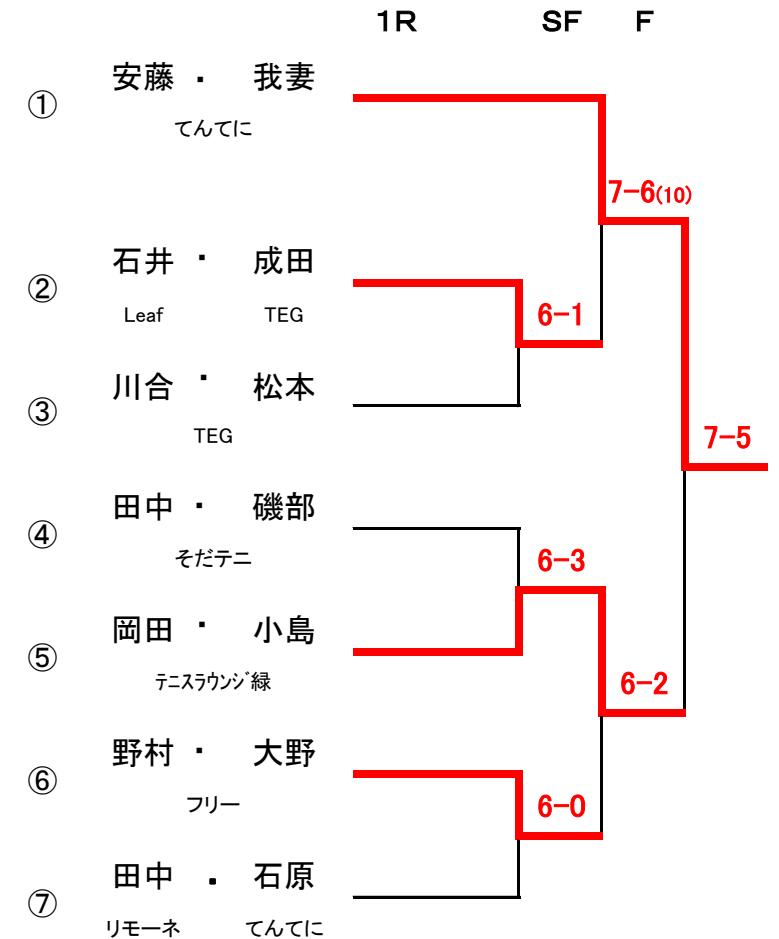 1R SF F
安藤 ・ 我妻
①
てんてに
7-6(10)
石井 ・ 成田
②
Leaf TEG
6-1
川合 ・ 松本
③
TEG
7-5
田中 ・ 磯部
④
そだテニ
6-3
岡田 ・ 小島
⑤
テニスラウンジ緑
6-2
野村 ・ 大野
⑥
フリー
6-0
田中 ・ 石原
⑦
リモーネ てんてに